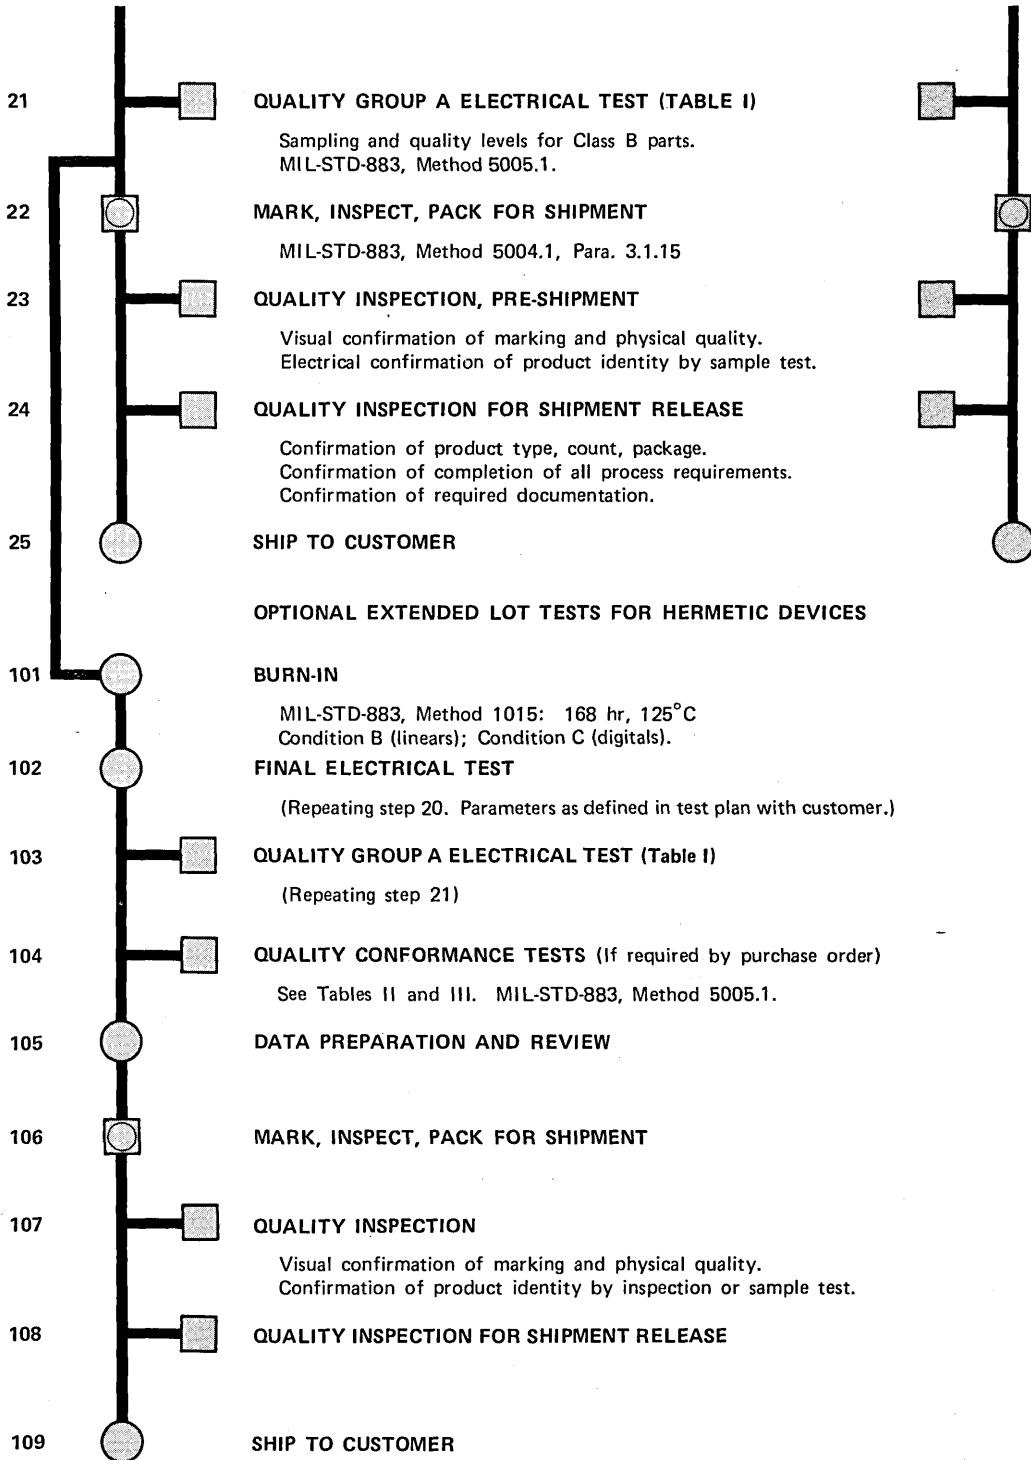 21 QUALITY GROUP A ELECTRICAL TEST (TABLE I)
Sampling and quality levels for Class B parts.
MIL-STD-883, Method 5005.1.
22 MARK, INSPECT, PACK FOR SHIPMENT
MIL-STD-883, Method 5004.1, Para. 3.1.15
23 QUALITY INSPECTION, PRE-SHIPMENT
Visual confirmation of marking and physical quality.
Electrical confirmation of product identity by sample test.
24 QUALITY INSPECTION FOR SHIPMENT RELEASE
Confirmation of product type, count, package.
Confirmation of completion of all process requirements.
Confirmation of required documentation.
25 SHIP TO CUSTOMER
OPTIONAL EXTENDED LOT TESTS FOR HERMETIC DEVICES
101 BURN-IN
MIL-STD-883, Method 1015: 168 hr, 125°C
Condition B (linears); Condition C (digitals).
102 FINAL ELECTRICAL TEST
(Repeating step 20. Parameters as defined in test plan with customer.)
103 QUALITY GROUP A ELECTRICAL TEST (Table I)
(Repeating step 21)
104 QUALITY CONFORMANCE TESTS (If required by purchase order)
See Tables II and III. MIL-STD-883, Method 5005.1.
105 DATA PREPARATION AND REVIEW
106 MARK, INSPECT, PACK FOR SHIPMENT
107 QUALITY INSPECTION
Visual confirmation of marking and physical quality.
Confirmation of product identity by inspection or sample test.
108 QUALITY INSPECTION FOR SHIPMENT RELEASE
109 SHIP TO CUSTOMER